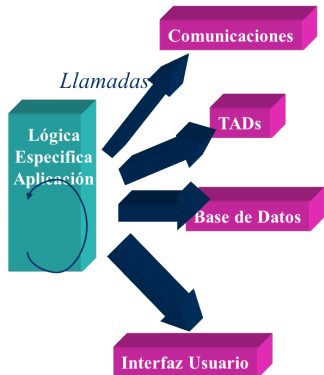 Comunicaciones
Llamadas
TADs
Lógica
Especifica
Aplicación
Base de Datos
Interfaz Usuario